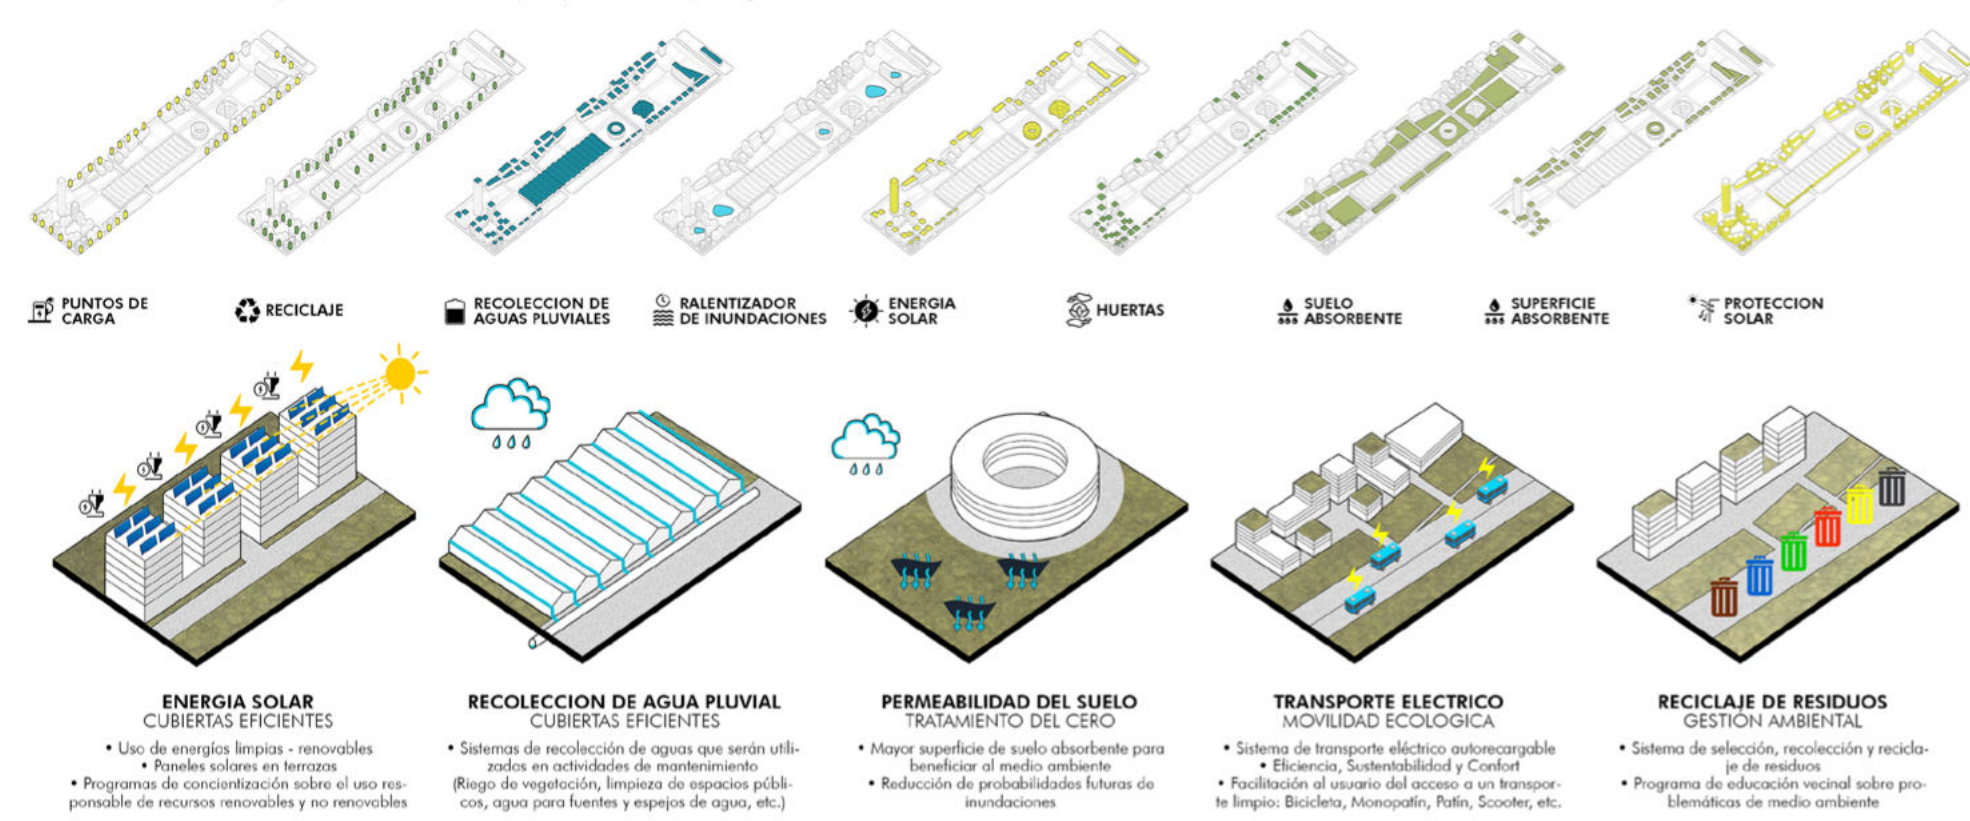 PUNTOS DE
CARGA
RECICLAJE
RECOLECCION DE
AGUAS PLUVIALES
RALENTIZADOR
DE INUNDACIONES
ENERGIA
SOLAR
HUERTAS
SUELO
ABSORBENTE
SUPERFICIE
ABSORBENTE
PROTECCION
SOLAR
ENERGIA SOLAR
CUBIERTAS EFICIENTES
• Uso de energías limpias - renovables
• Paneles solares en terrazas
• Programas de concientización sobre el uso res-
ponsable de recursos renovables y no renovables
RECOLECCION DE AGUA PLUVIAL
CUBIERTAS EFICIENTES
• Sistemas de recolección de aguas que serán utili-
zadas en actividades de mantenimiento
(Riego de vegetación, limpieza de espacios públi-
cos, agua para fuentes y espejos de agua, etc.)
PERMEABILIDAD DEL SUELO
TRATAMIENTO DEL CERO
• Mayor superficie de suelo absorbente para
beneficiar al medio ambiente
• Reducción de probabilidades futuras de
inundaciones
TRANSPORTE ELECTRICO
MOVILIDAD ECOLOGICA
• Sistema de transporte eléctrico autorecargable
• Eficiencia, Sustentabilidad y Confort
• Facilitación al usuario del acceso a un transpor-
te limpio: Bicicleta, Monopatín, Patín, Scooter, etc.
RECICLAJE DE RESIDUOS
GESTIÓN AMBIENTAL
• Sistema de selección, recolección y recicla-
je de residuos
• Programa de educación vecinal sobre pro-
blemáticas de medio ambiente